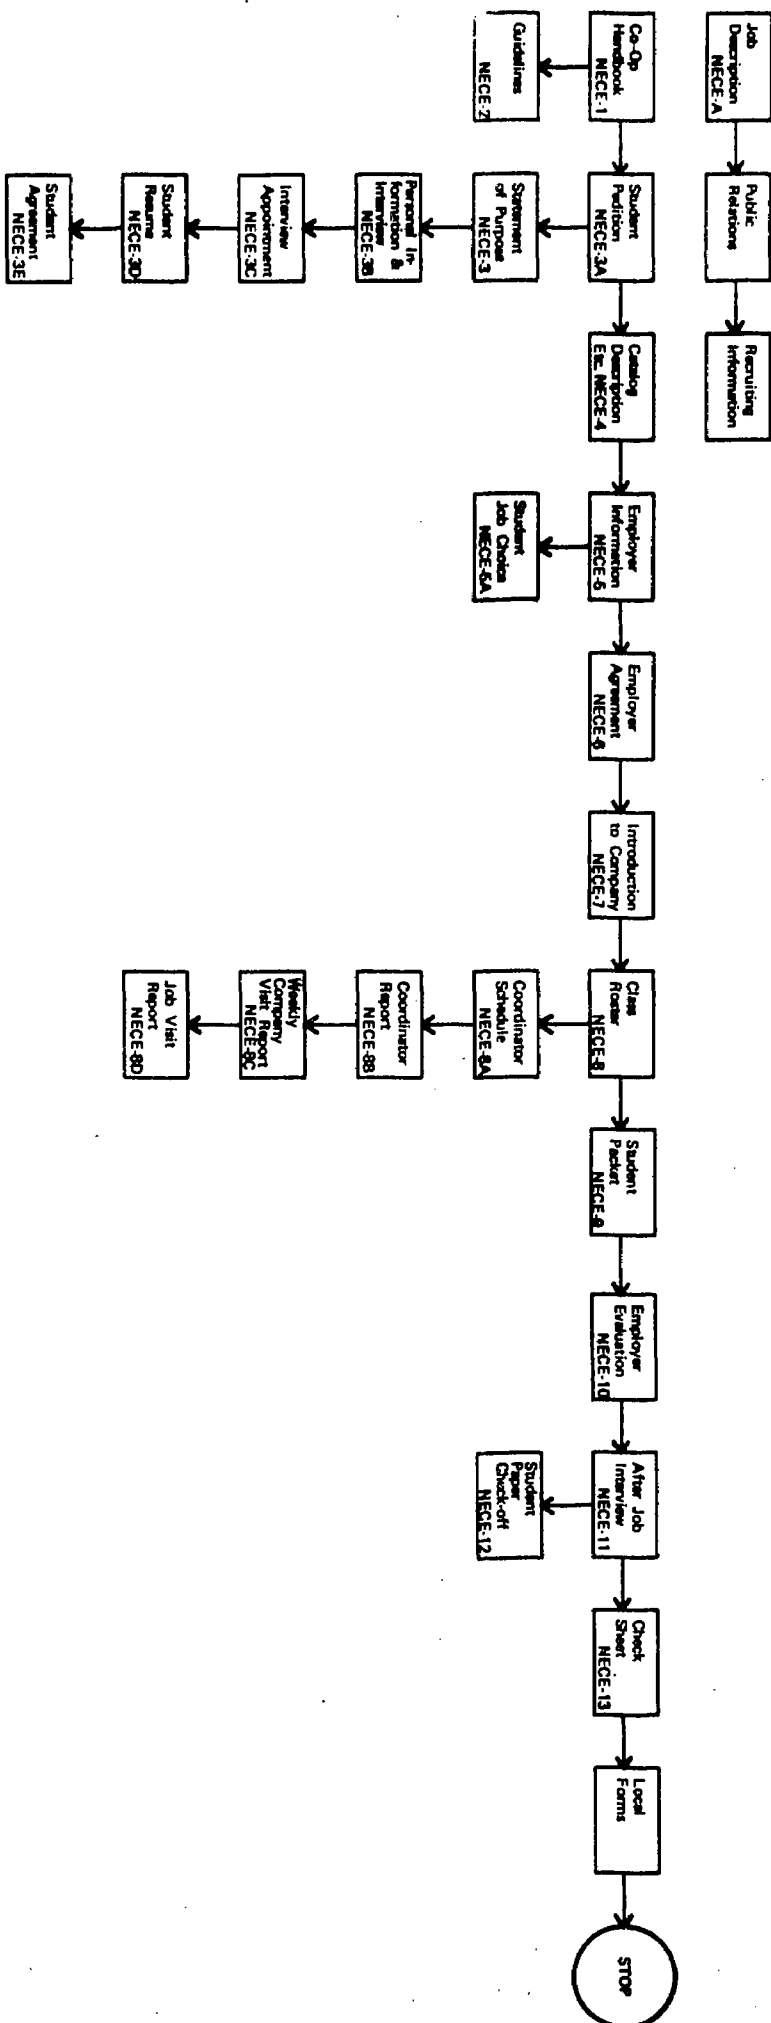 Job
Description
NECE-A
Public
Relations
Recruiting
Information
Co-Op
Handbook
NECE-1
Student
Petition
NECE-3A
Catalog
Description
Etc. NECE-4
Employer
Information
NECE-5
Employer
Agreement
NECE-6
Introduction
to Company
NECE-7
Class
Roster
NECE-8
Student
Packet
NECE-9
Employer
Evaluation
NECE-10
After Job
Interview
NECE-11
Check
Sheet
NECE-13
Local
Forms
STOP
Guidelines
NECE-2
Statement
of Purpose
NECE-3
Student
Job Choice
NECE-5A
Coordinator
Schedule
NECE-8A
Student
Paper
Check-off
NECE-12
Personal In-
formation &
Interview
NECE-3B
Coordinator
Report
NECE-8B
Interview
Appointment
NECE-3C
Weekly
Company
Visit Report
NECE-8C
Student
Resume
NECE-3D
Job Visit
Report
NECE-8D
Student
Agreement
NECE-3E